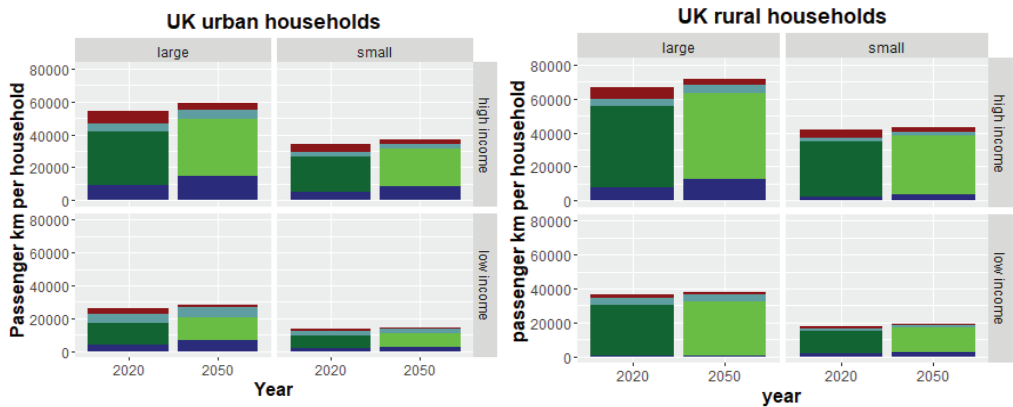 UK urban households
large small
80000
60000
40000
20000
0
high income
80000
60000
40000
20000
0
low income
2020 2050 2020 2050
Year
Passenger km per household
UK rural households
large small
80000
60000
40000
20000
0
high income
80000
60000
40000
20000
0
low income
2020 2050 2020 2050
year
passenger km per household